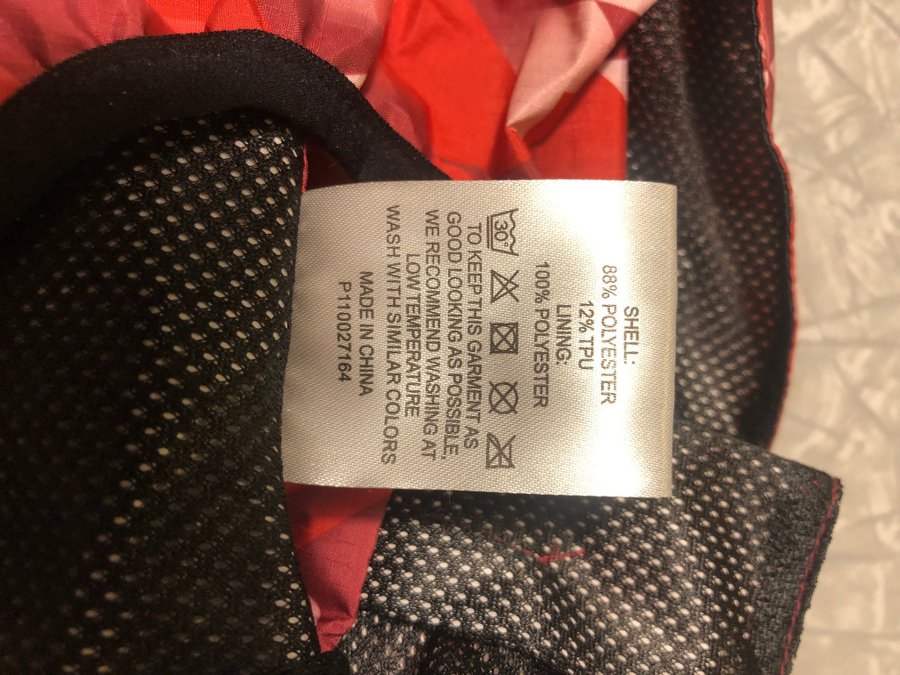 SHELL:
88% POLYESTER
12% TPU
LINING:
100% POLYESTER
30°
TO KEEP THIS GARMENT AS
GOOD LOOKING AS POSSIBLE,
WE RECOMMEND WASHING AT
LOW TEMPERATURE
WASH WITH SIMILAR COLORS
MADE IN CHINA
P110027164